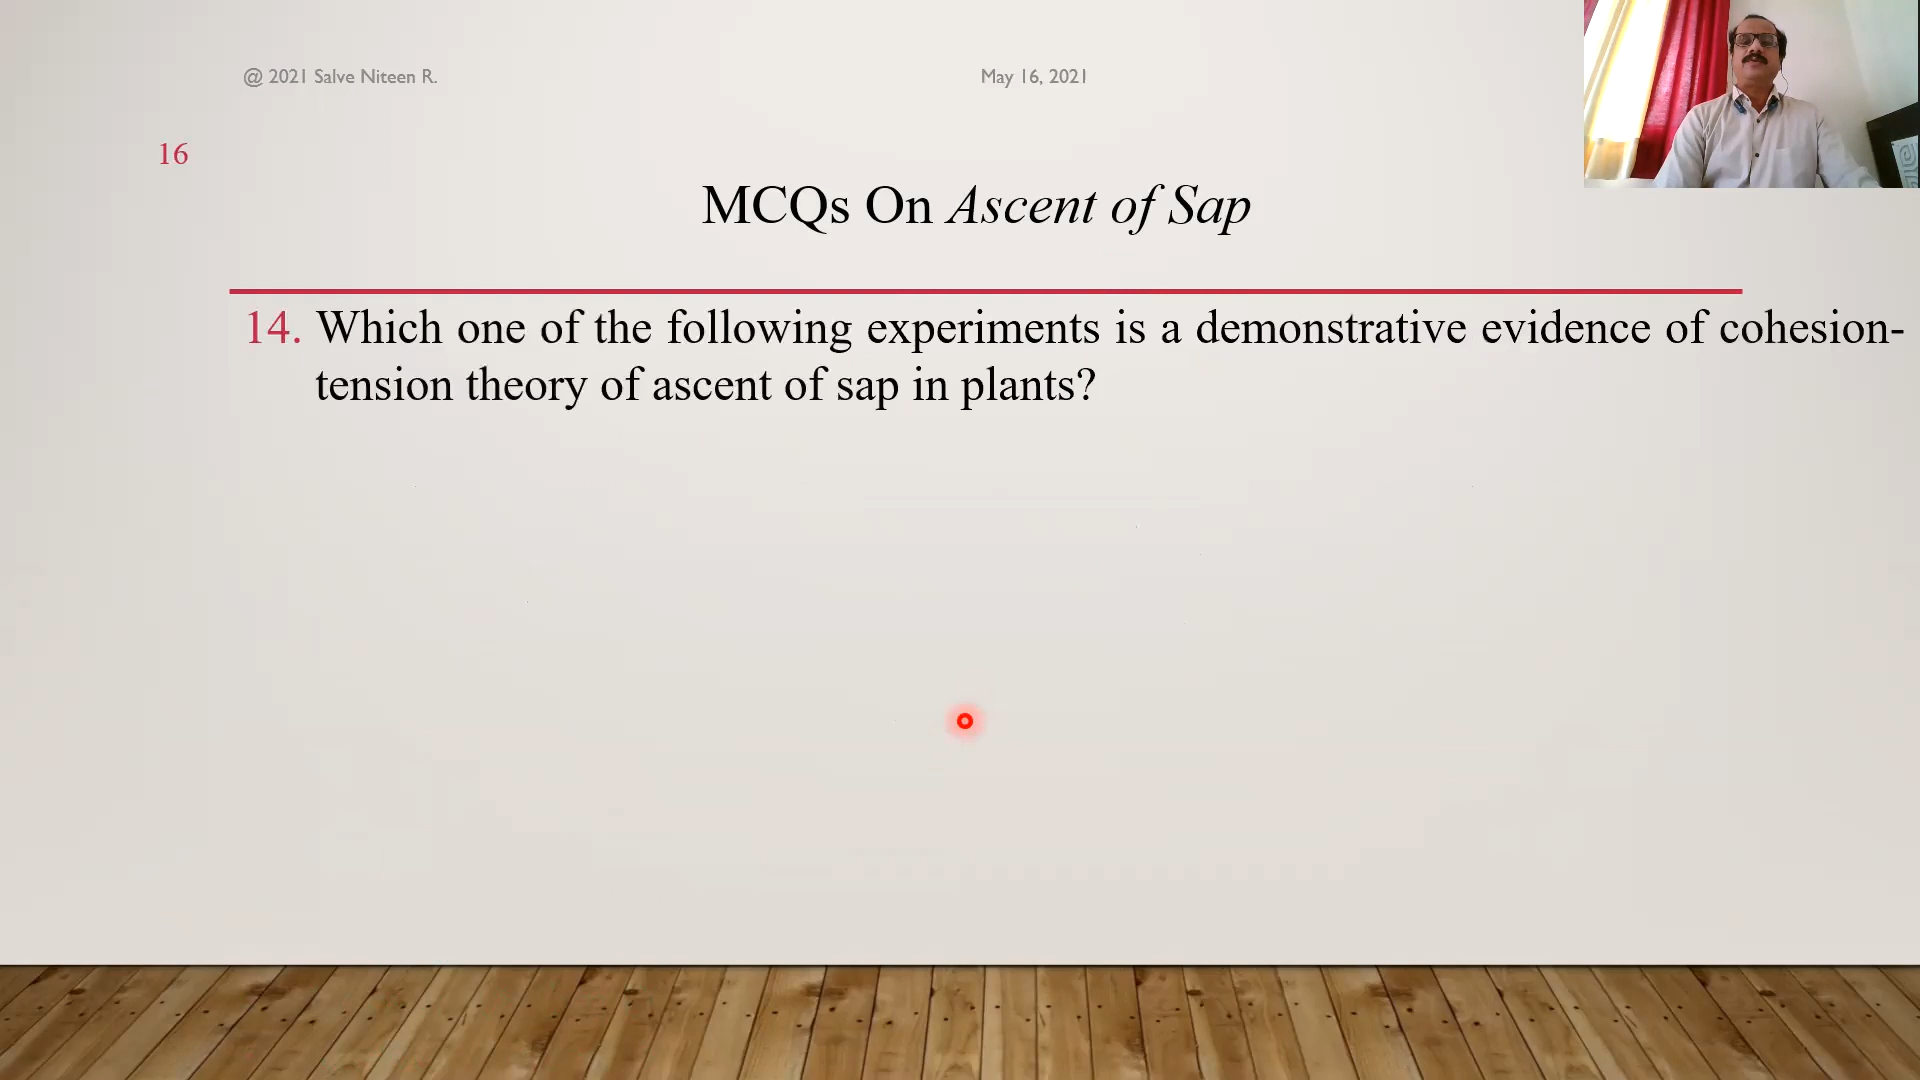 @ 2021 Salve Niteen R.
May 16, 2021
16
MCQs On Ascent of Sap
14. Which one of the following experiments is a demonstrative evidence of cohesion-
tension theory of ascent of sap in plants?